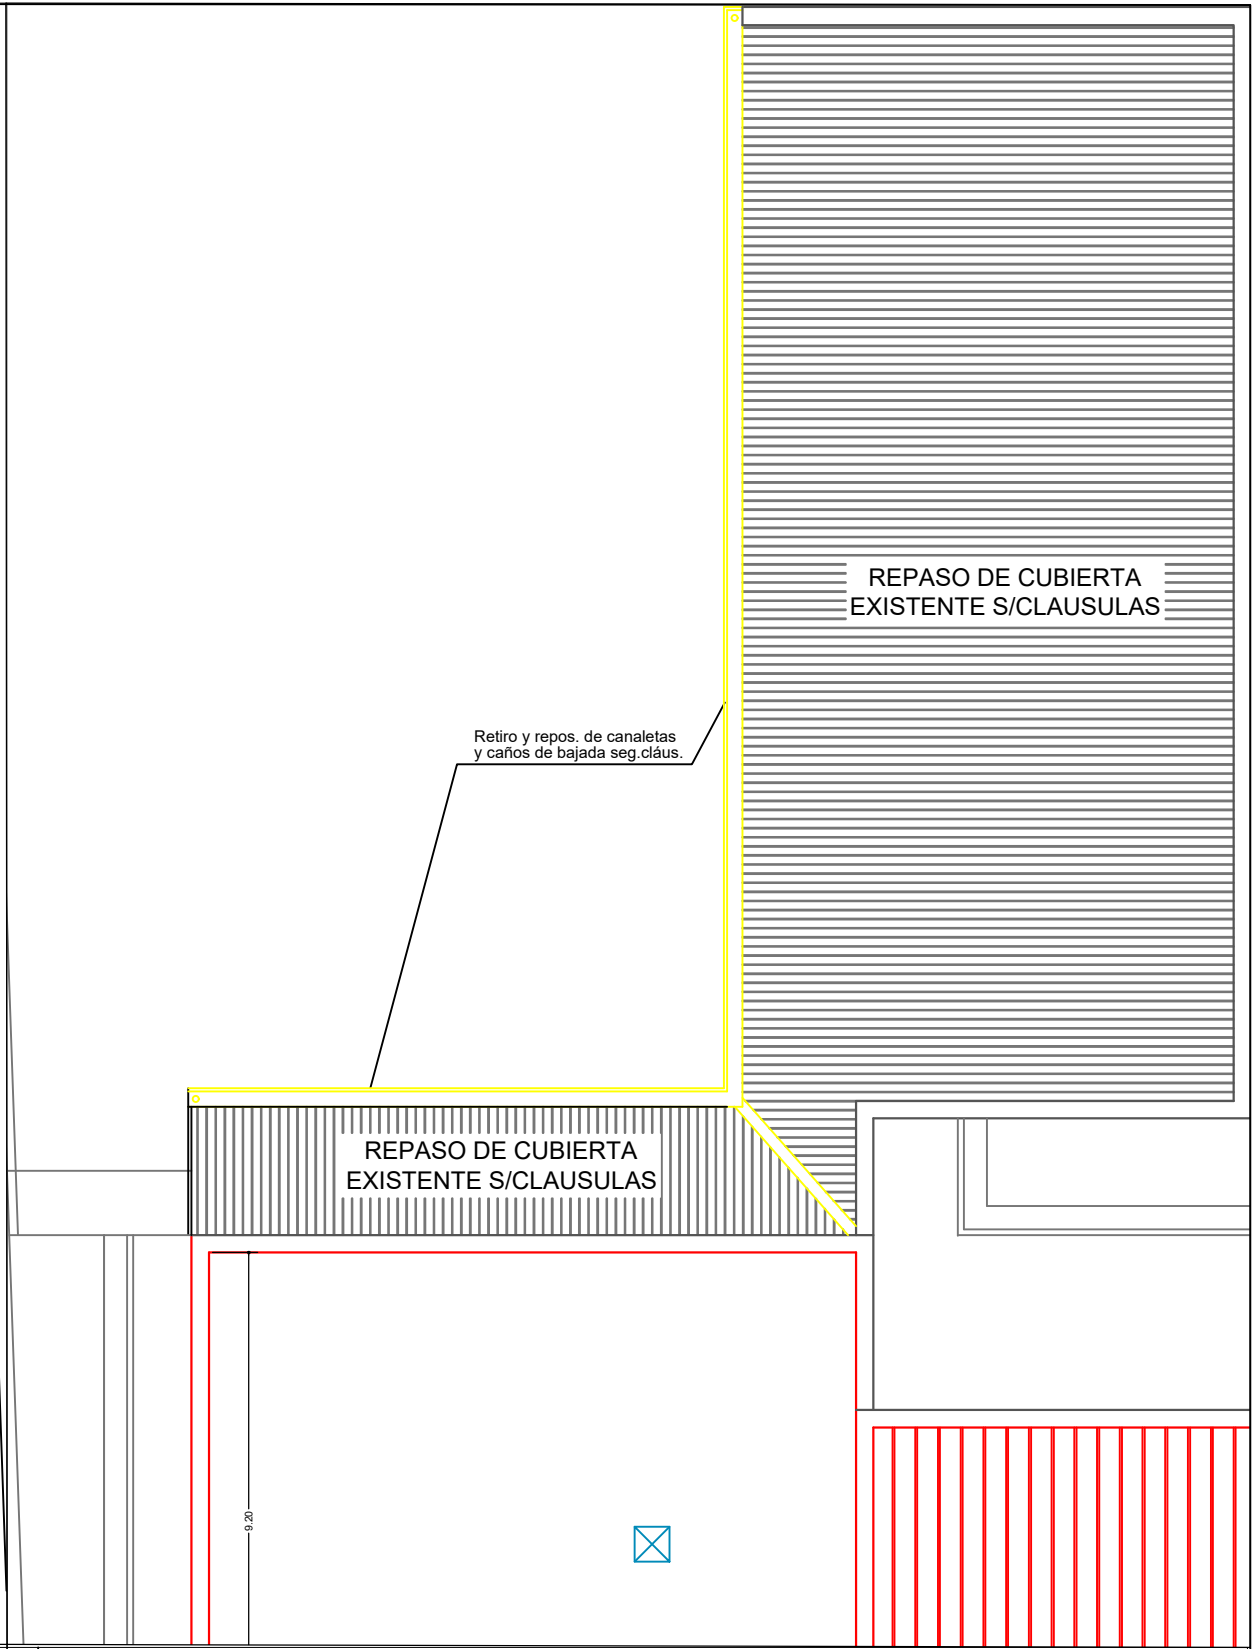 REPASO DE CUBIERTA
EXISTENTE S/CLAUSULAS
Retiro y repos. de canaletas
y caños de bajada seg.cláus.
REPASO DE CUBIERTA
EXISTENTE S/CLAUSULAS
9.20